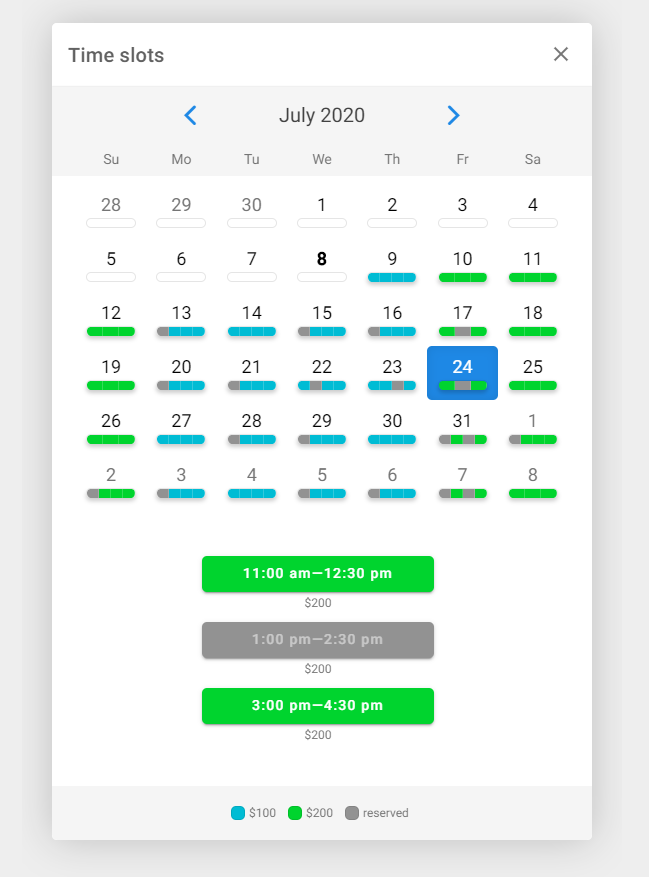 Time slots
July 2020
Su Mo Tu We Th Fr Sa
28 29 30 1 2 3 4
5 6 7 8 9 10 11
12 13 14 15 16 17 18
19 20 21 22 23 24 25
26 27 28 29 30 31 1
2 3 4 5 6 7 8
11:00 am—12:30 pm
$200
1:00 pm—2:30 pm
$200
3:00 pm—4:30 pm
$200
$100 $200 reserved